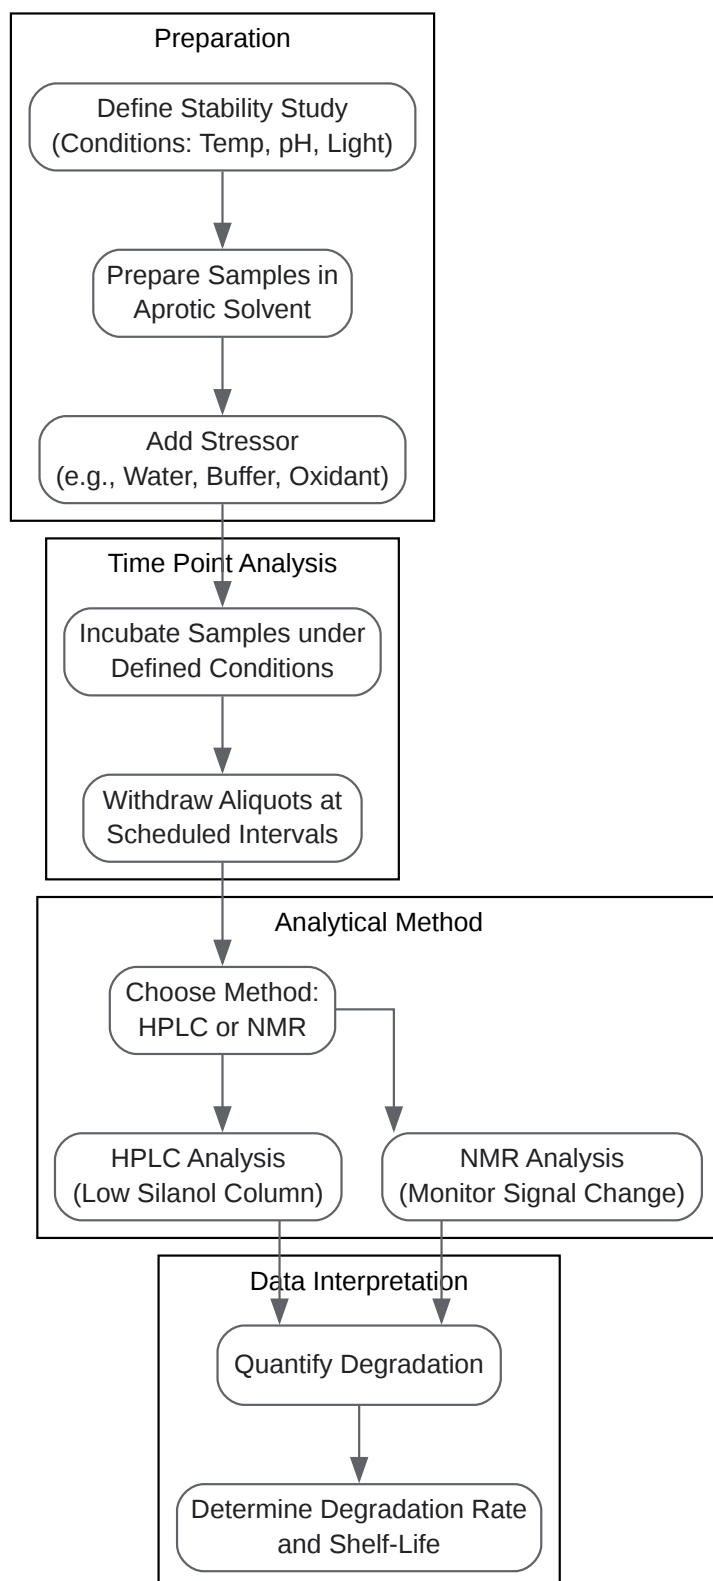 Preparation
Define Stability Study
(Conditions: Temp, pH, Light)
Prepare Samples in
Aprotic Solvent
Add Stressor
(e.g., Water, Buffer, Oxidant)
Time Point Analysis
Incubate Samples under
Defined Conditions
Withdraw Aliquots at
Scheduled Intervals
Analytical Method
Choose Method:
HPLC or NMR
HPLC Analysis
(Low Silanol Column)
NMR Analysis
(Monitor Signal Change)
Data Interpretation
Quantify Degradation
Determine Degradation Rate
and Shelf-Life